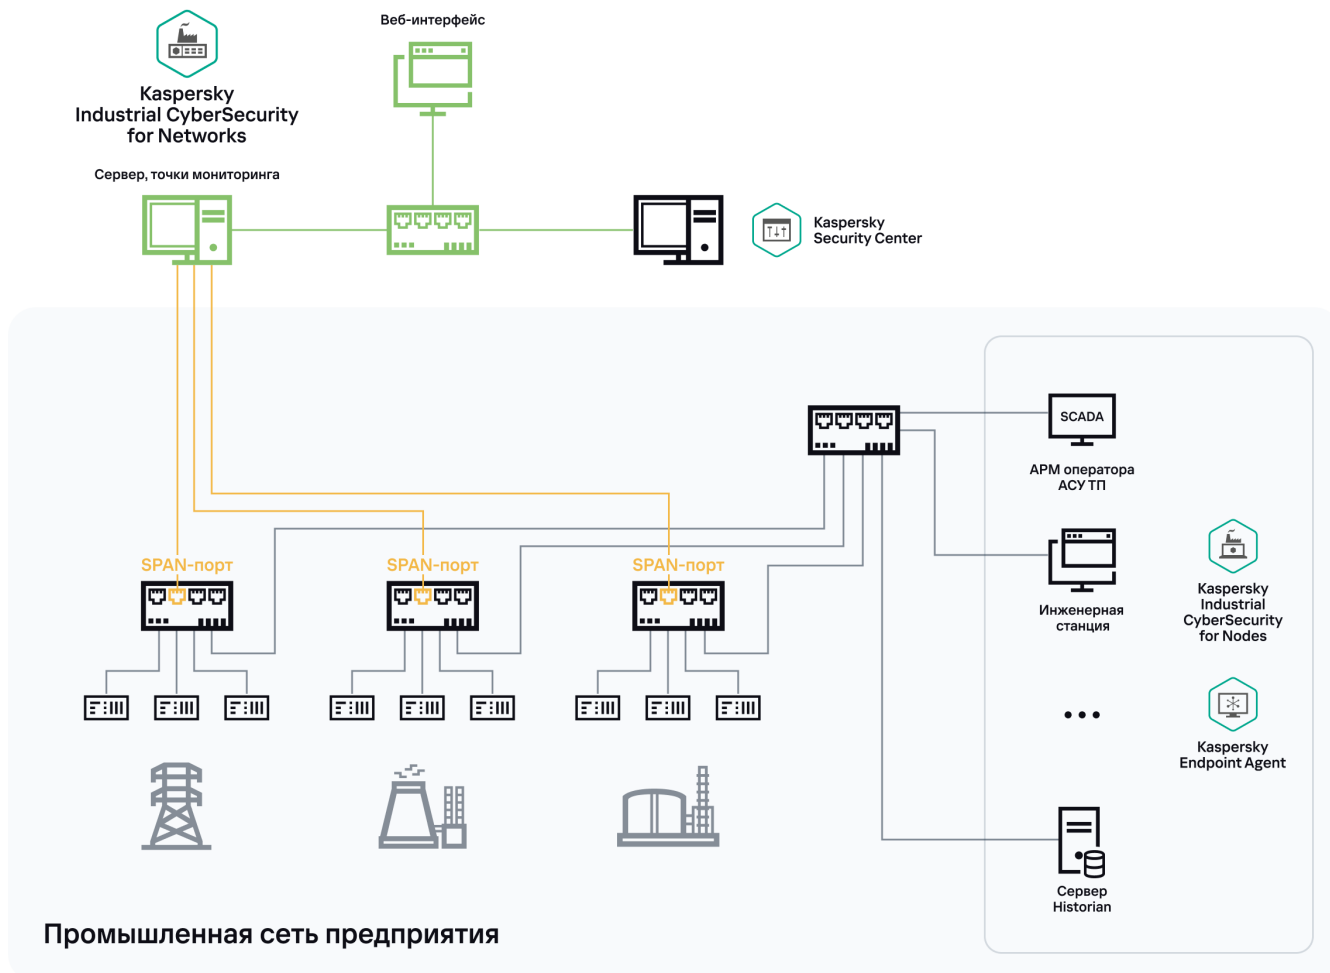 Веб-интерфейс
Kaspersky
Industrial CyberSecurity
for Networks
Сервер, точки мониторинга
Kaspersky
Security Center
SCADA
АРМ оператора
АСУ ТП
SPAN-порт
SPAN-порт
SPAN-порт
Инженерная
станция
Kaspersky
Industrial
CyberSecurity
for Nodes
Kaspersky
Endpoint Agent
Сервер
Historian
Промышленная сеть предприятия